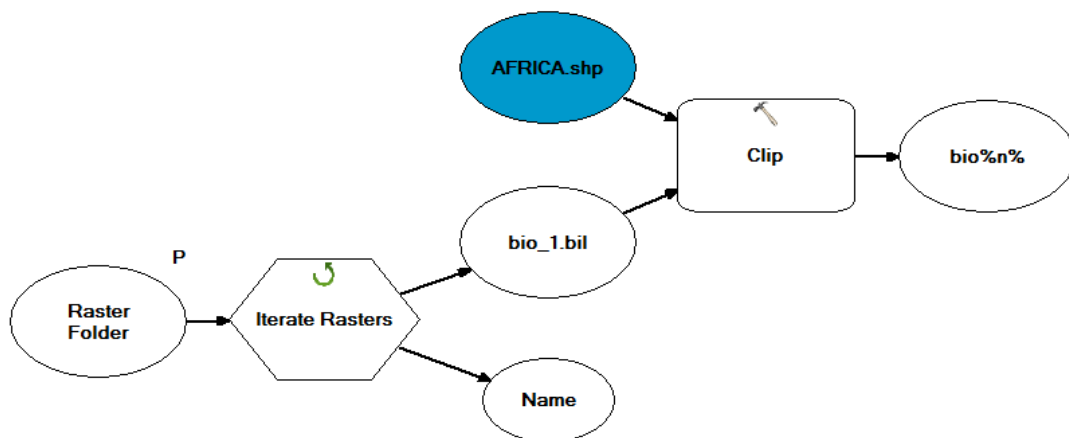 AFRICA.shp
Clip
bio%n%
bio_1.bil
P
Raster
Folder
Iterate Rasters
Name